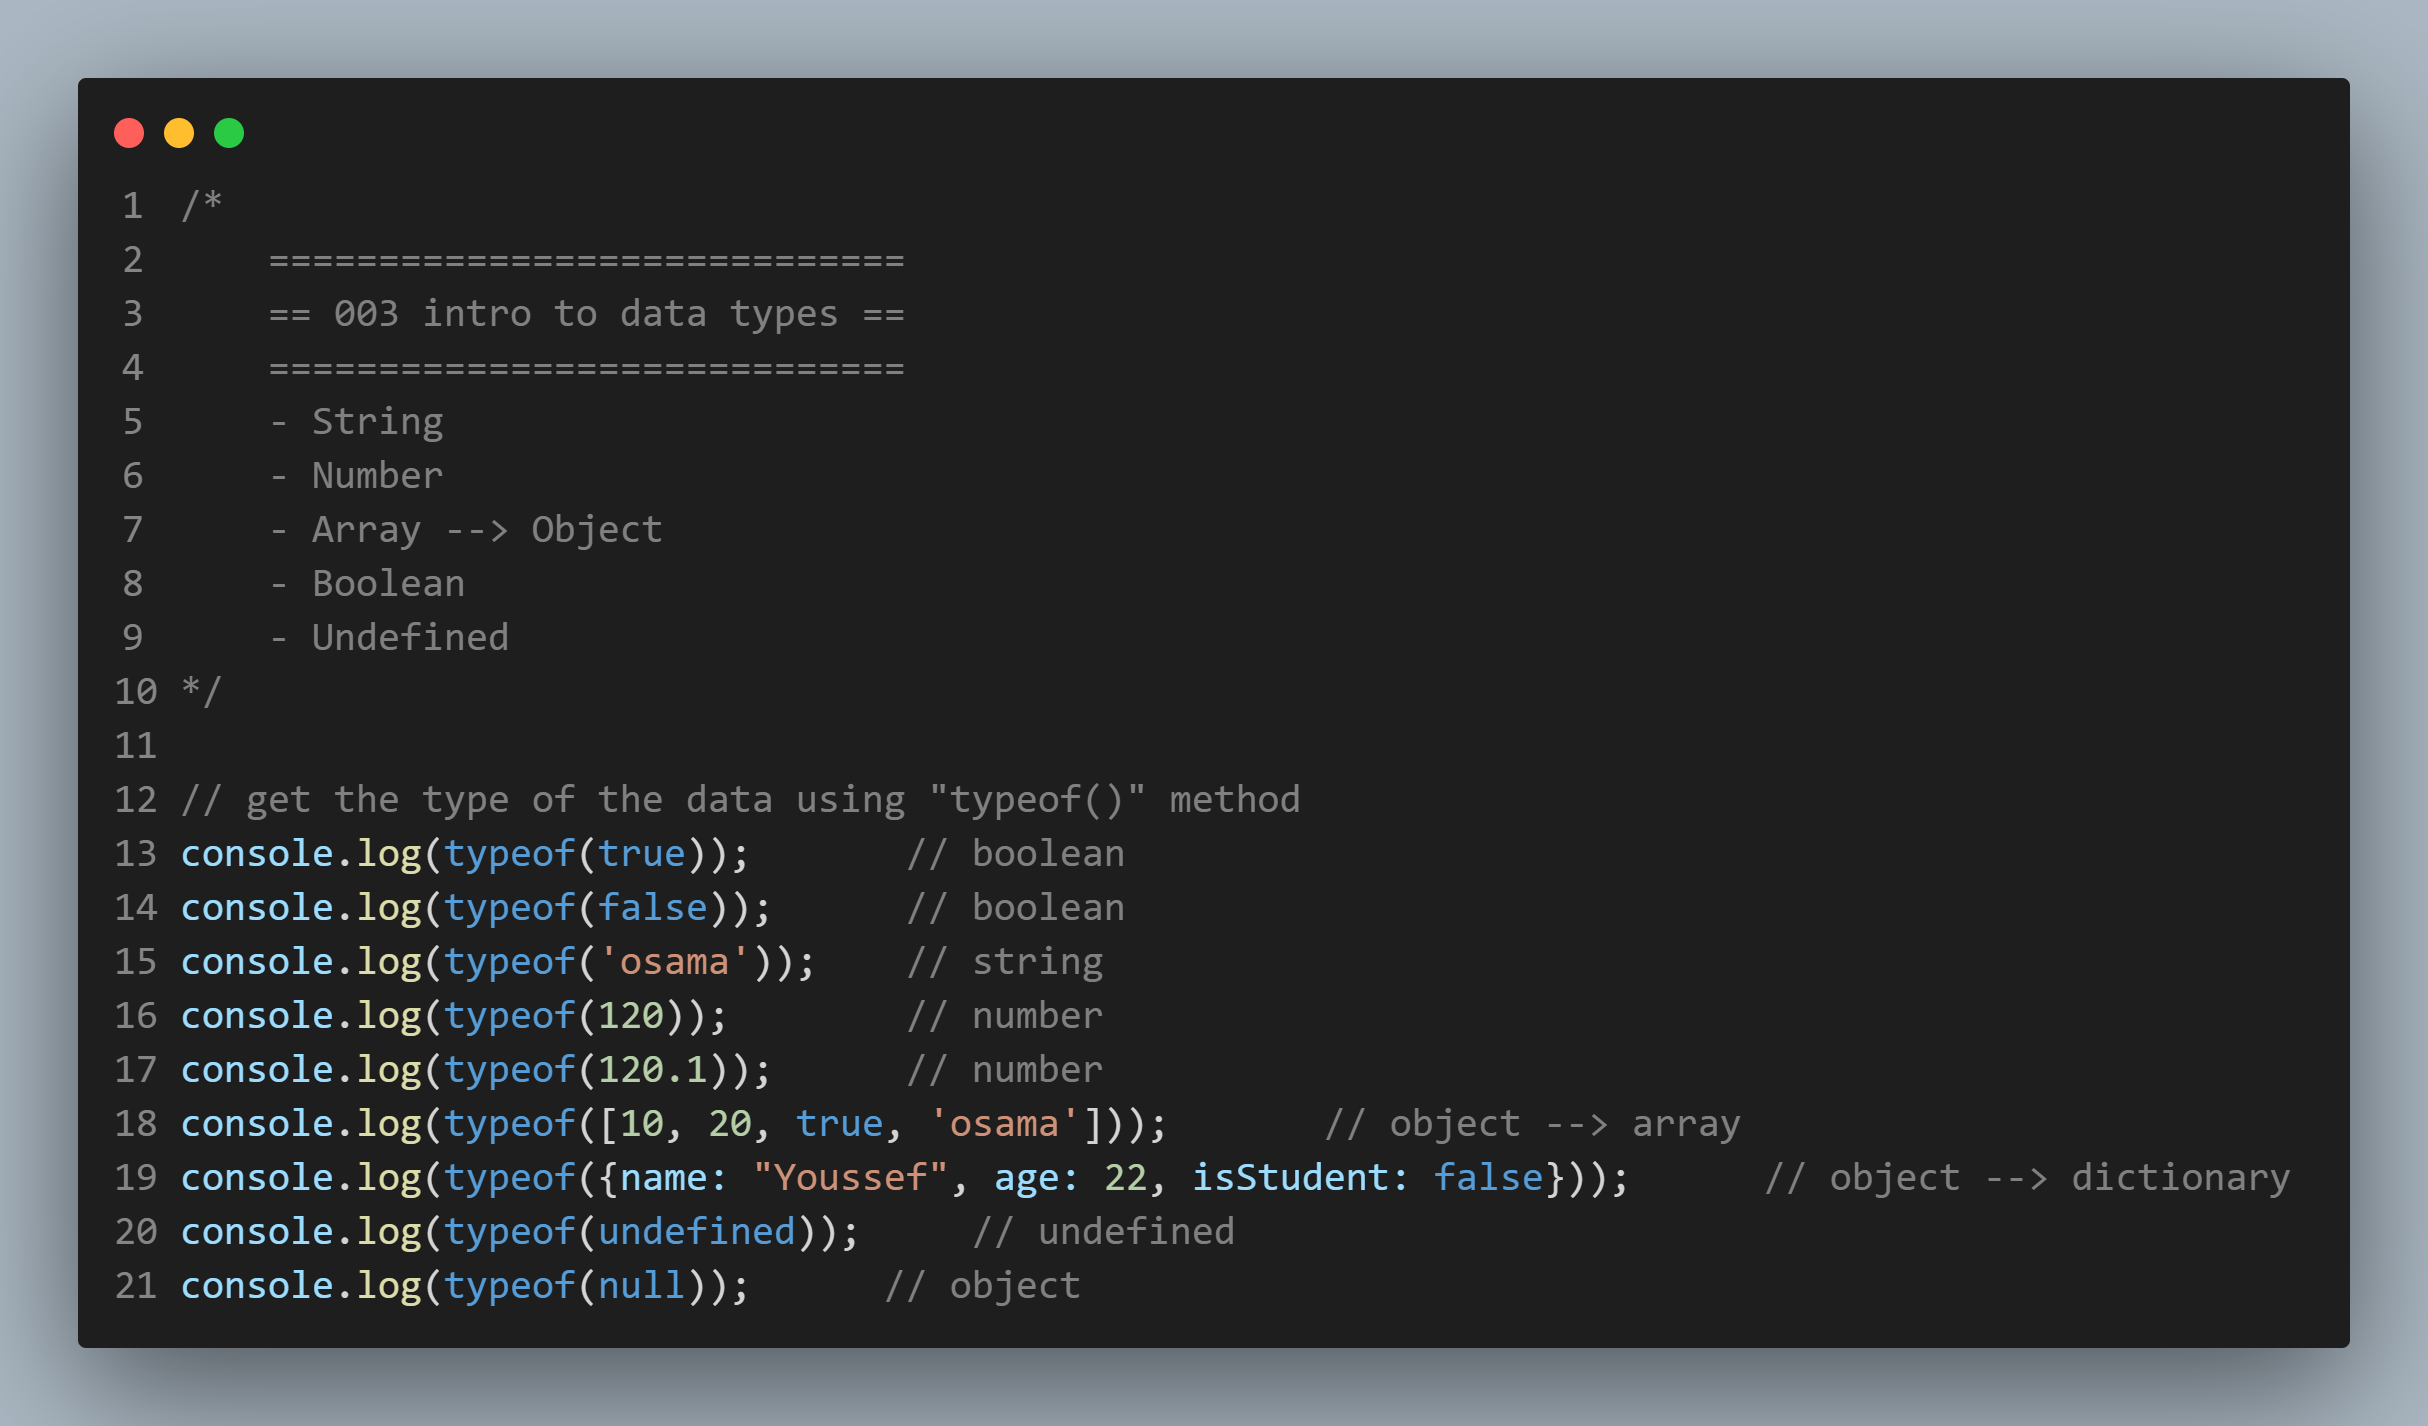 1 /*
2     =============================
3     == 003 intro to data types ==
4     =============================
5     - String
6     - Number
7     - Array --> Object
8     - Boolean
9     - Undefined
10 */
11
12 // get the type of the data using "typeof()" method
13 console.log(typeof(true));       // boolean
14 console.log(typeof(false));      // boolean
15 console.log(typeof('osama'));    // string
16 console.log(typeof(120));        // number
17 console.log(typeof(120.1));      // number
18 console.log(typeof([10, 20, true, 'osama']));       // object --> array
19 console.log(typeof({name: "Youssef", age: 22, isStudent: false}));      // object --> dictionary
20 console.log(typeof(undefined));     // undefined
21 console.log(typeof(null));      // object